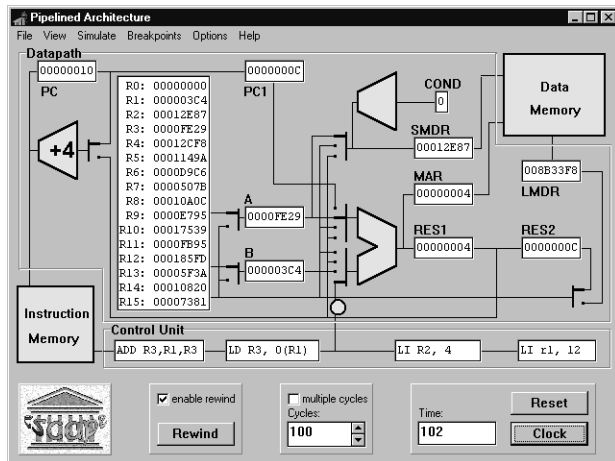 Pipelined Architecture
File View Simulate Breakpoints Options Help
Datapath
00000010
PC
0000000C
PC1
R0: 00000000
R1: 000003C4
R2: 00012E87
R3: 0000FE29
R4: 00012CF8
R5: 0001149A
R6: 0000D9C6
R7: 0000507B
R8: 00010A0C
R9: 0000E795
R10: 00017539
R11: 0000FB95
R12: 000185FD
R13: 00005F3A
R14: 00010820
R15: 00007381
+4
COND
0
SMDR
00012E87
Data
Memory
MAR
00000004
008B33F8
LMDR
A
0000FE29
B
000003C4
RES1
00000004
RES2
0000000C
Instruction
Memory
Control Unit
ADD R3,R1,R3
LD R3, 0(R1)
LI R2, 4
LI r1, 12
enable rewind
Rewind
multiple cycles
Cycles:
100
Time:
102
Reset
Clock